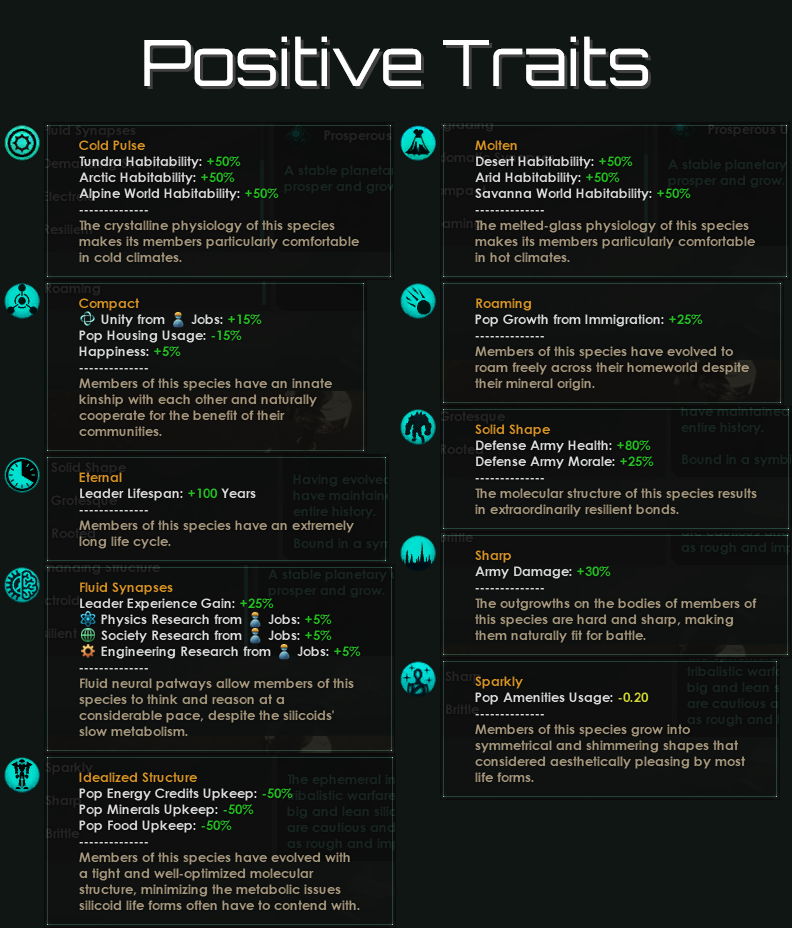 Positive Traits
Cold Pulse
Tundra Habitability: +50%
Arctic Habitability: +50%
Alpine World Habitability: +50%
--------------
The crystalline physiology of this species
makes its members particularly comfortable
in cold climates.
Compact
Unity from Jobs: +15%
Pop Housing Usage: -15%
Happiness: +5%
--------------
Members of this species have an innate
kinship with each other and naturally
cooperate for the benefit of their
communities.
Eternal
Leader Lifespan: +100 Years
--------------
Members of this species have an extremely
long life cycle.
Fluid Synapses
Leader Experience Gain: +25%
Physics Research from Jobs: +5%
Society Research from Jobs: +5%
Engineering Research from Jobs: +5%
--------------
Fluid neural patways allow members of this
species to think and reason at a
considerable pace, despite the silicoids'
slow metabolism.
Idealized Structure
Pop Energy Credits Upkeep: -50%
Pop Minerals Upkeep: -50%
Pop Food Upkeep: -50%
--------------
Members of this species have evolved with
a tight and well-optimized molecular
structure, minimizing the metabolic issues
silicoid life forms often have to contend with.
Molten
Desert Habitability: +50%
Arid Habitability: +50%
Savanna World Habitability: +50%
--------------
The melted-glass physiology of this species
makes its members particularly comfortable
in hot climates.
Roaming
Pop Growth from Immigration: +25%
--------------
Members of this species have evolved to
roam freely across their homeworld despite
their mineral origin.
Solid Shape
Defense Army Health: +80%
Defense Army Morale: +25%
--------------
The molecular structure of this species results
in extraordinarily resilient bonds.
Sharp
Army Damage: +30%
--------------
The outgrowths on the bodies of members of
this species are hard and sharp, making
them naturally fit for battle.
Sparkly
Pop Amenities Usage: -0.20
--------------
Members of this species grow into
symmetrical and shimmering shapes that
considered aesthetically pleasing by most
life forms.